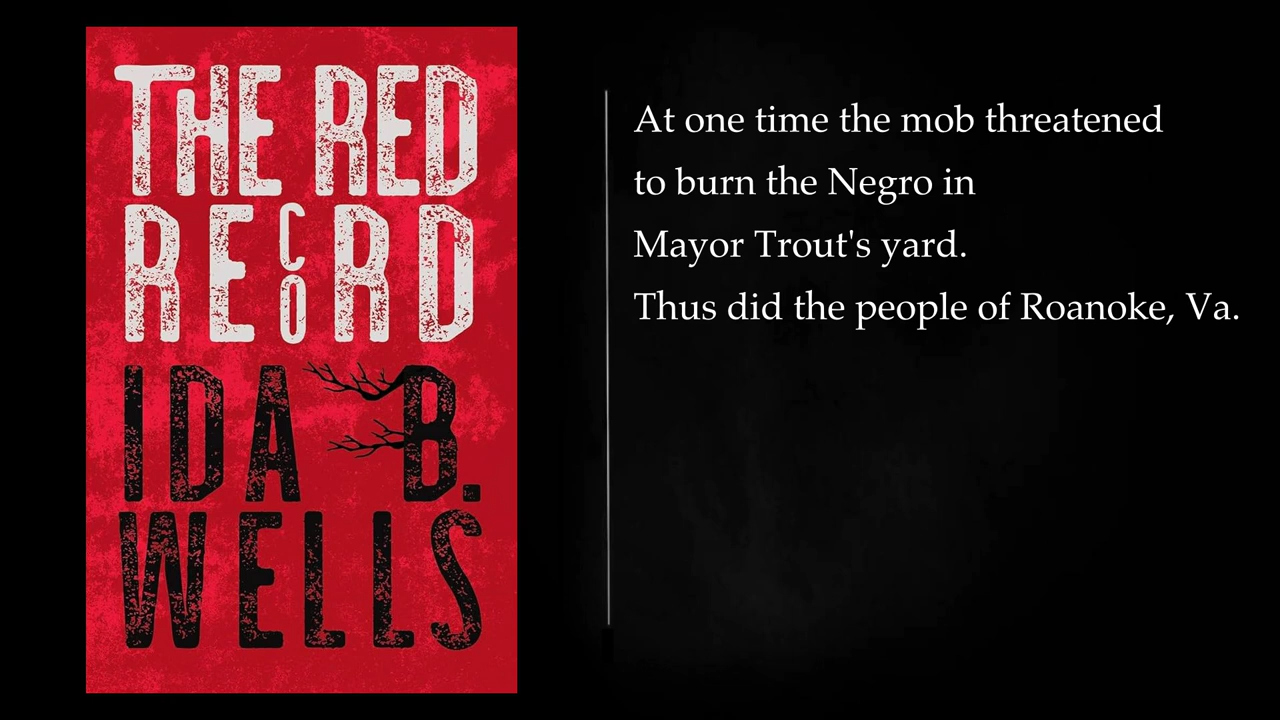 THE RED
RECORD
IDA B.
WELLS
At one time the mob threatened
to burn the Negro in
Mayor Trout's yard.
Thus did the people of Roanoke, Va.